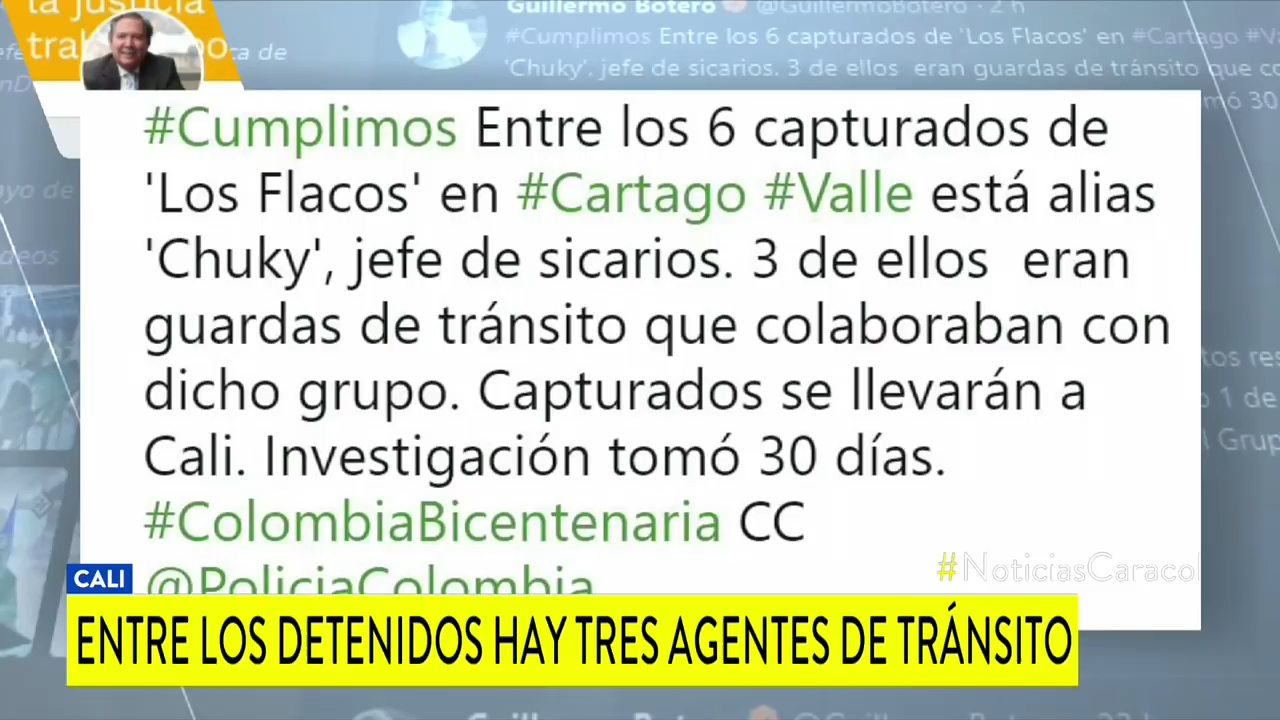 la justicia
Guillermo Botero @GuillermoBotero · 2 h
#Cumplimos Entre los 6 capturados de 'Los Flacos' en #Cartago
'Chuky', jefe de sicarios. 3 de ellos eran guardas de tránsito que
#Cumplimos Entre los 6 capturados de
'Los Flacos' en #Cartago #Valle está alias
'Chuky', jefe de sicarios. 3 de ellos eran
guardas de tránsito que colaboraban con
dicho grupo. Capturados se llevarán a
Cali. Investigación tomó 30 días.
#ColombiaBicentenaria CC
@PoliciaColombia
#NoticiasCaracol
CALI
ENTRE LOS DETENIDOS HAY TRES AGENTES DE TRÁNSITO